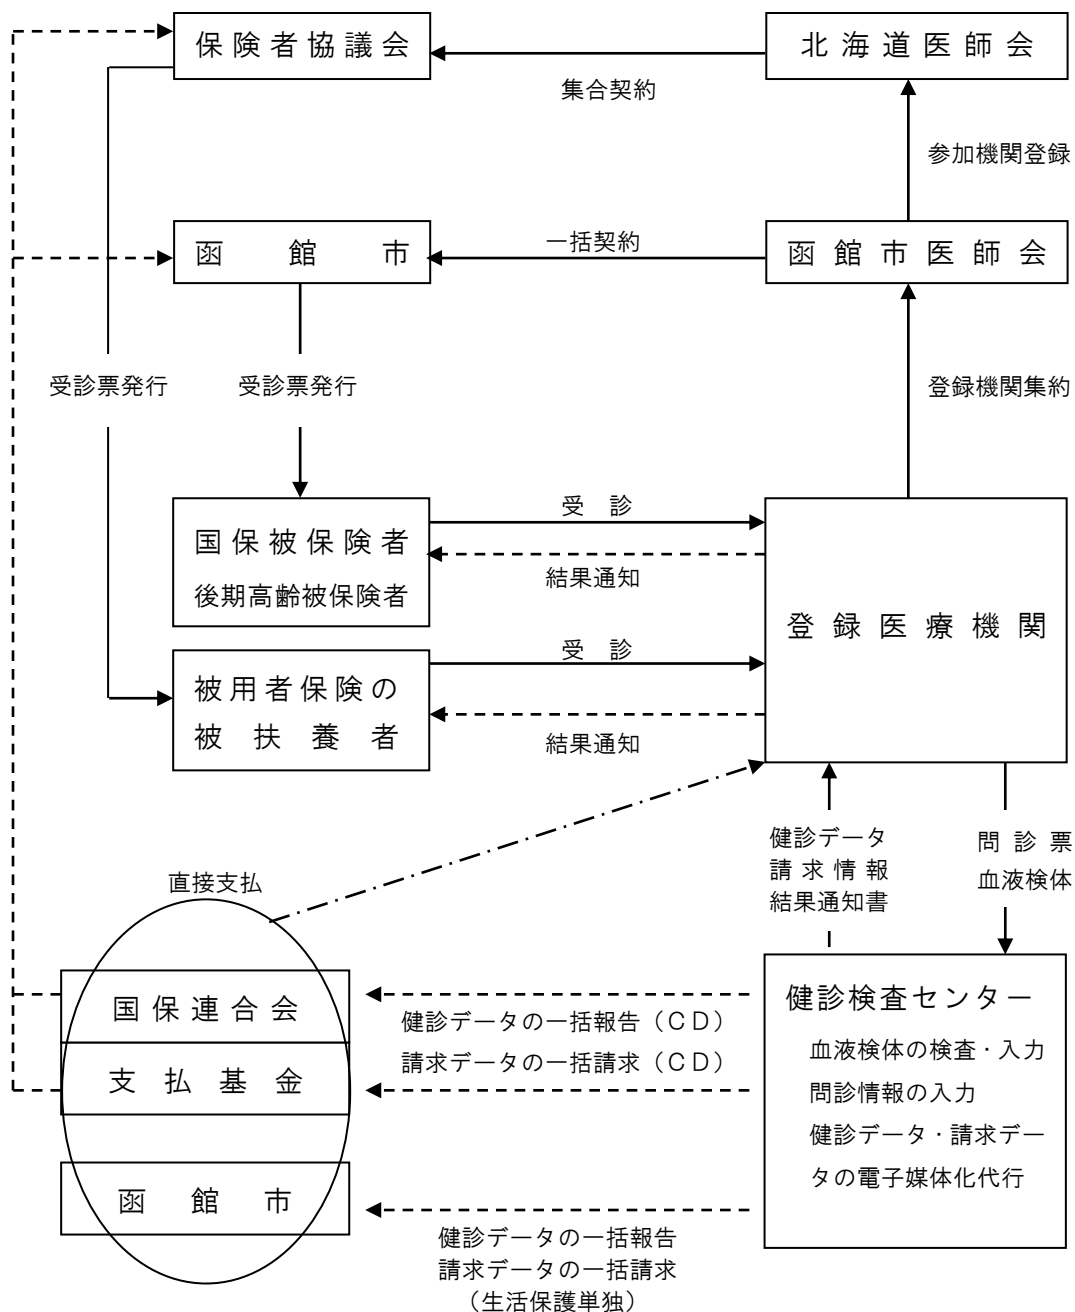 保険者協議会
北海道医師会
集合契約
参加機関登録
函館市
一括契約
函館市医師会
受診票発行
受診票発行
登録機関集約
国保被保険者
後期高齢被保険者
受診
結果通知
登録医療機関
被用者保険の
被扶養者
受診
結果通知
健診データ
請求情報
結果通知書
問診票
血液検体
直接支払
国保連合会
支払基金
函館市
健診データの一括報告（ＣＤ）
請求データの一括請求（ＣＤ）
健診データの一括報告
請求データの一括請求
（生活保護単独）
健診検査センター
血液検体の検査・入力
問診情報の入力
健診データ・請求デー
タの電子媒体化代行